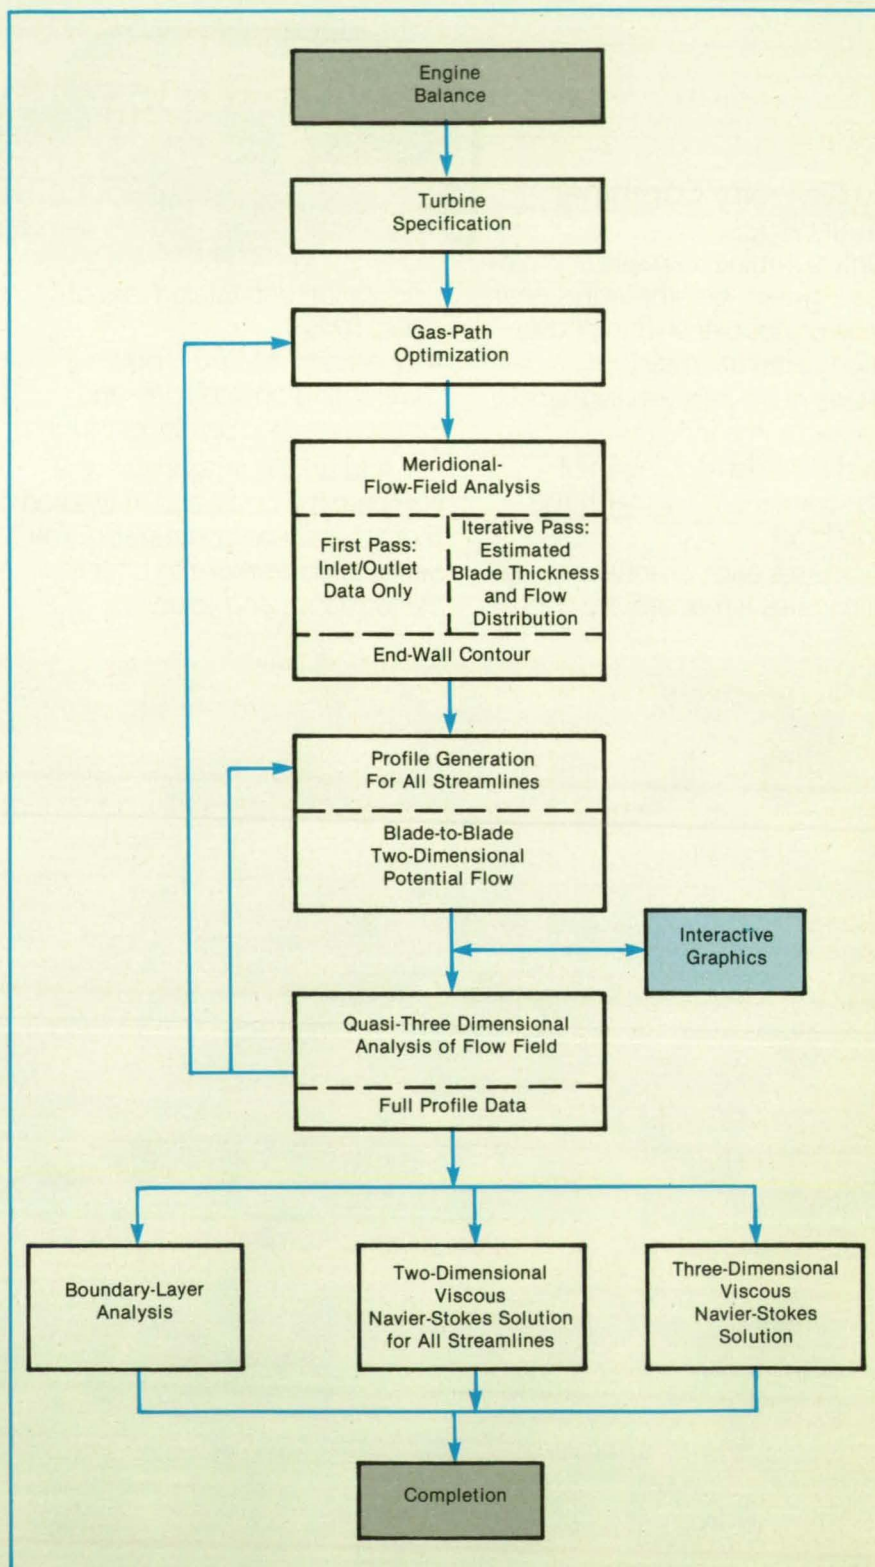 Engine
Balance
Turbine
Specification
Gas-Path
Optimization
Meridional-
Flow-Field Analysis
First Pass:
Inlet/Outlet
Data Only
Iterative Pass:
Estimated
Blade Thickness
and Flow
Distribution
End-Wall Contour
Profile Generation
For All Streamlines
Blade-to-Blade
Two-Dimensional
Potential Flow
Interactive
Graphics
Quasi-Three Dimensional
Analysis of Flow Field
Full Profile Data
Boundary-Layer
Analysis
Two-Dimensional
Viscous
Navier-Stokes Solution
for All Streamlines
Three-Dimensional
Viscous
Navier-Stokes
Solution
Completion